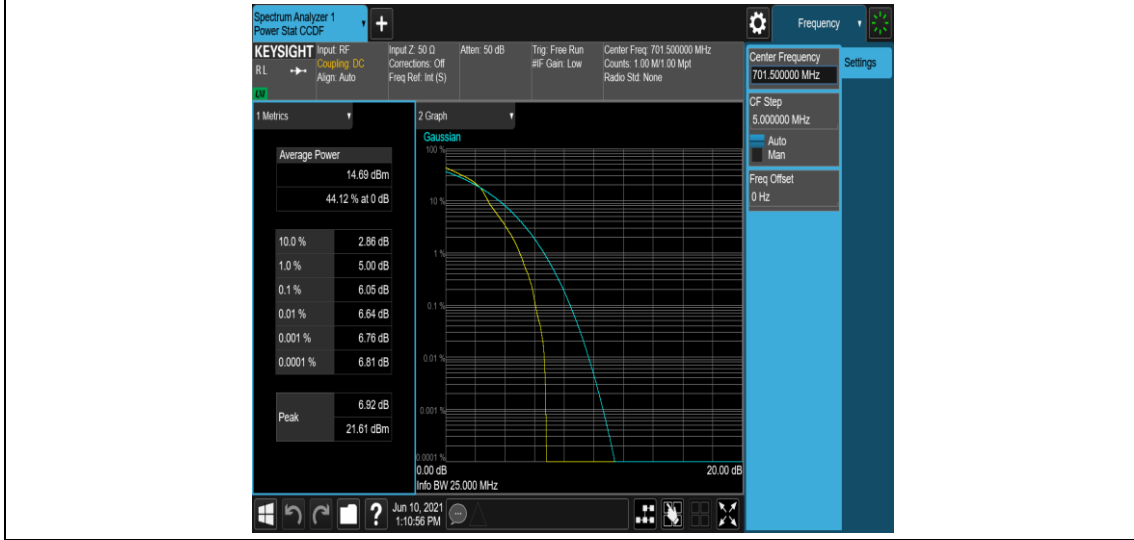 Spectrum Analyzer 1
Power Stat CCDF
Frequency
KEYSIGHT
RL
LXI
Input: RF
Coupling: DC
Align: Auto
Input Z: 50 Ω
Corrections: Off
Freq Ref: Int (S)
Atten: 50 dB
Trig: Free Run
#IF Gain: Low
Center Freq: 701.500000 MHz
Counts: 1.00 M/1.00 Mpt
Radio Std: None
Center Frequency
701.500000 MHz
Settings
CF Step
5.000000 MHz
Auto
Man
Freq Offset
0 Hz
1 Metrics
Average Power
14.69 dBm
44.12 % at 0 dB
10.0 % 2.86 dB
1.0 % 5.00 dB
0.1 % 6.05 dB
0.01 % 6.64 dB
0.001 % 6.76 dB
0.0001 % 6.81 dB
Peak
6.92 dB
21.61 dBm
2 Graph
Gaussian
100 %
10 %
1 %
0.1 %
0.01 %
0.001 %
0.0001 %
0.00 dB 20.00 dB
Info BW 25.000 MHz
?
Jun 10, 2021
1:10:56 PM